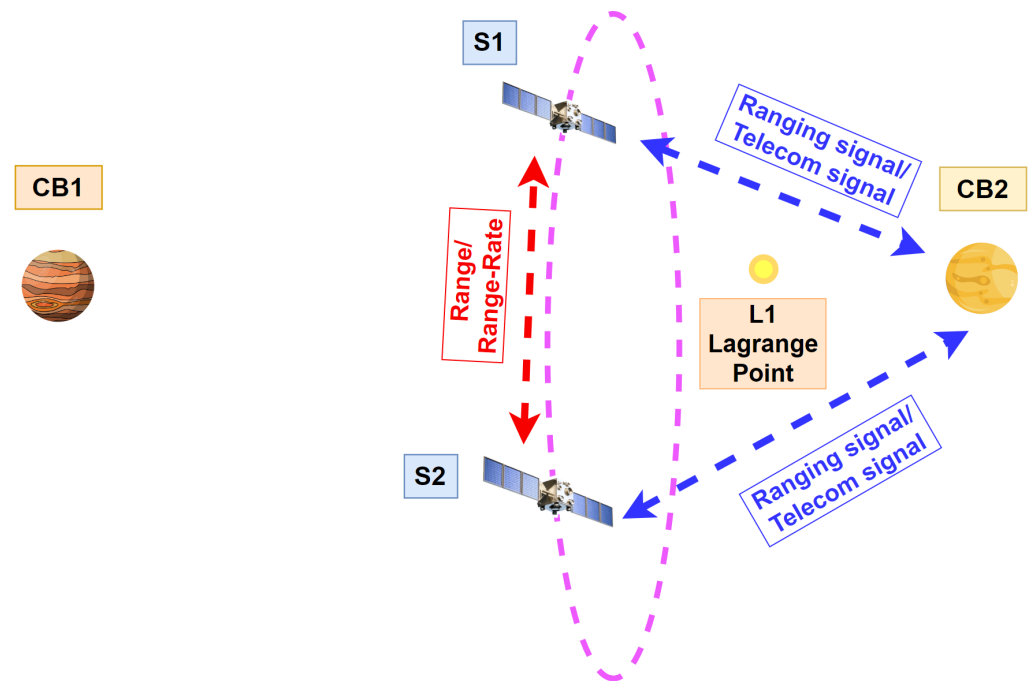 S1
Ranging signal/
Telecom signal
CB1
CB2
Range/
Range-Rate
L1
Lagrange
Point
S2
Ranging signal/
Telecom signal